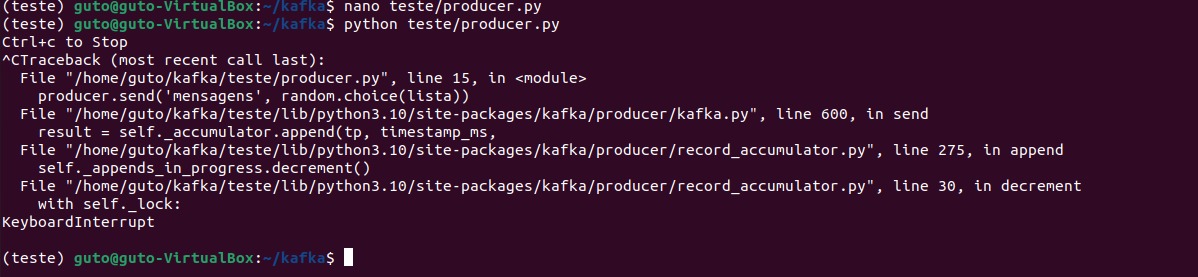 (teste) guto@guto-VirtualBox:~/kafka$ nano teste/producer.py
(teste) guto@guto-VirtualBox:~/kafka$ python teste/producer.py
Ctrl+c to Stop
^CTraceback (most recent call last):
  File "/home/guto/kafka/teste/producer.py", line 15, in <module>
    producer.send('mensagens', random.choice(lista))
  File "/home/guto/kafka/teste/lib/python3.10/site-packages/kafka/producer/kafka.py", line 600, in send
    result = self._accumulator.append(tp, timestamp_ms,
  File "/home/guto/kafka/teste/lib/python3.10/site-packages/kafka/producer/record_accumulator.py", line 275, in append
    self._appends_in_progress.decrement()
  File "/home/guto/kafka/teste/lib/python3.10/site-packages/kafka/producer/record_accumulator.py", line 30, in decrement
    with self._lock:
KeyboardInterrupt
(teste) guto@guto-VirtualBox:~/kafka$